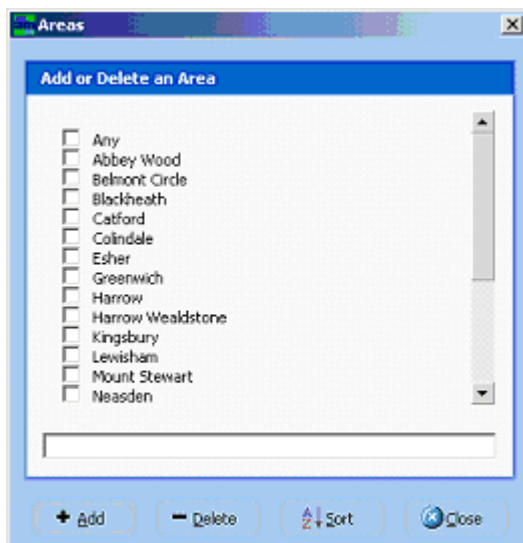 Areas
Add or Delete an Area
Any
Abbey Wood
Belmont Circle
Blackheath
Catford
Colindale
Esher
Greenwich
Harrow
Harrow Wealdstone
Kingsbury
Lewisham
Mount Stewart
Neasden
Add Delete Sort Close